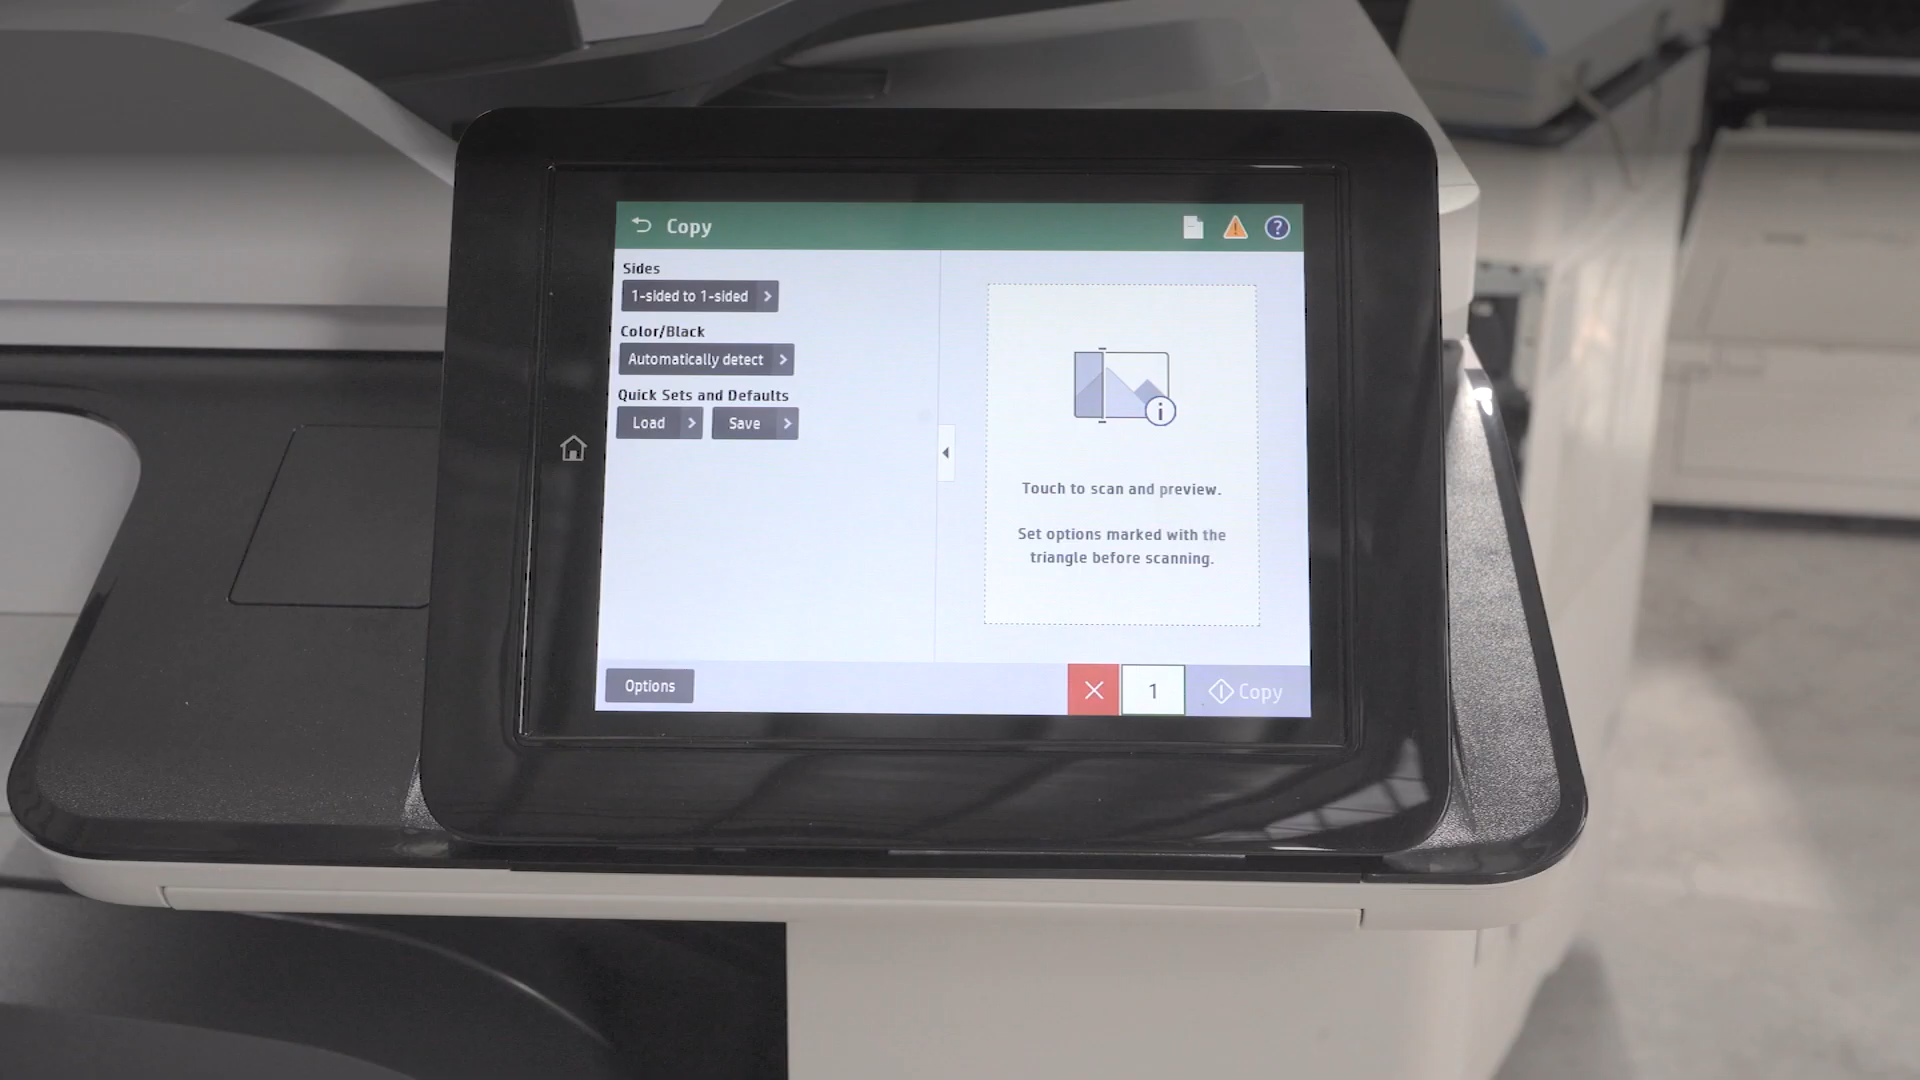 Copy
Sides
1-sided to 1-sided
Color/Black
Automatically detect
Quick Sets and Defaults
Load
Save
Touch to scan and preview.
Set options marked with the
triangle before scanning.
Options
1
Copy